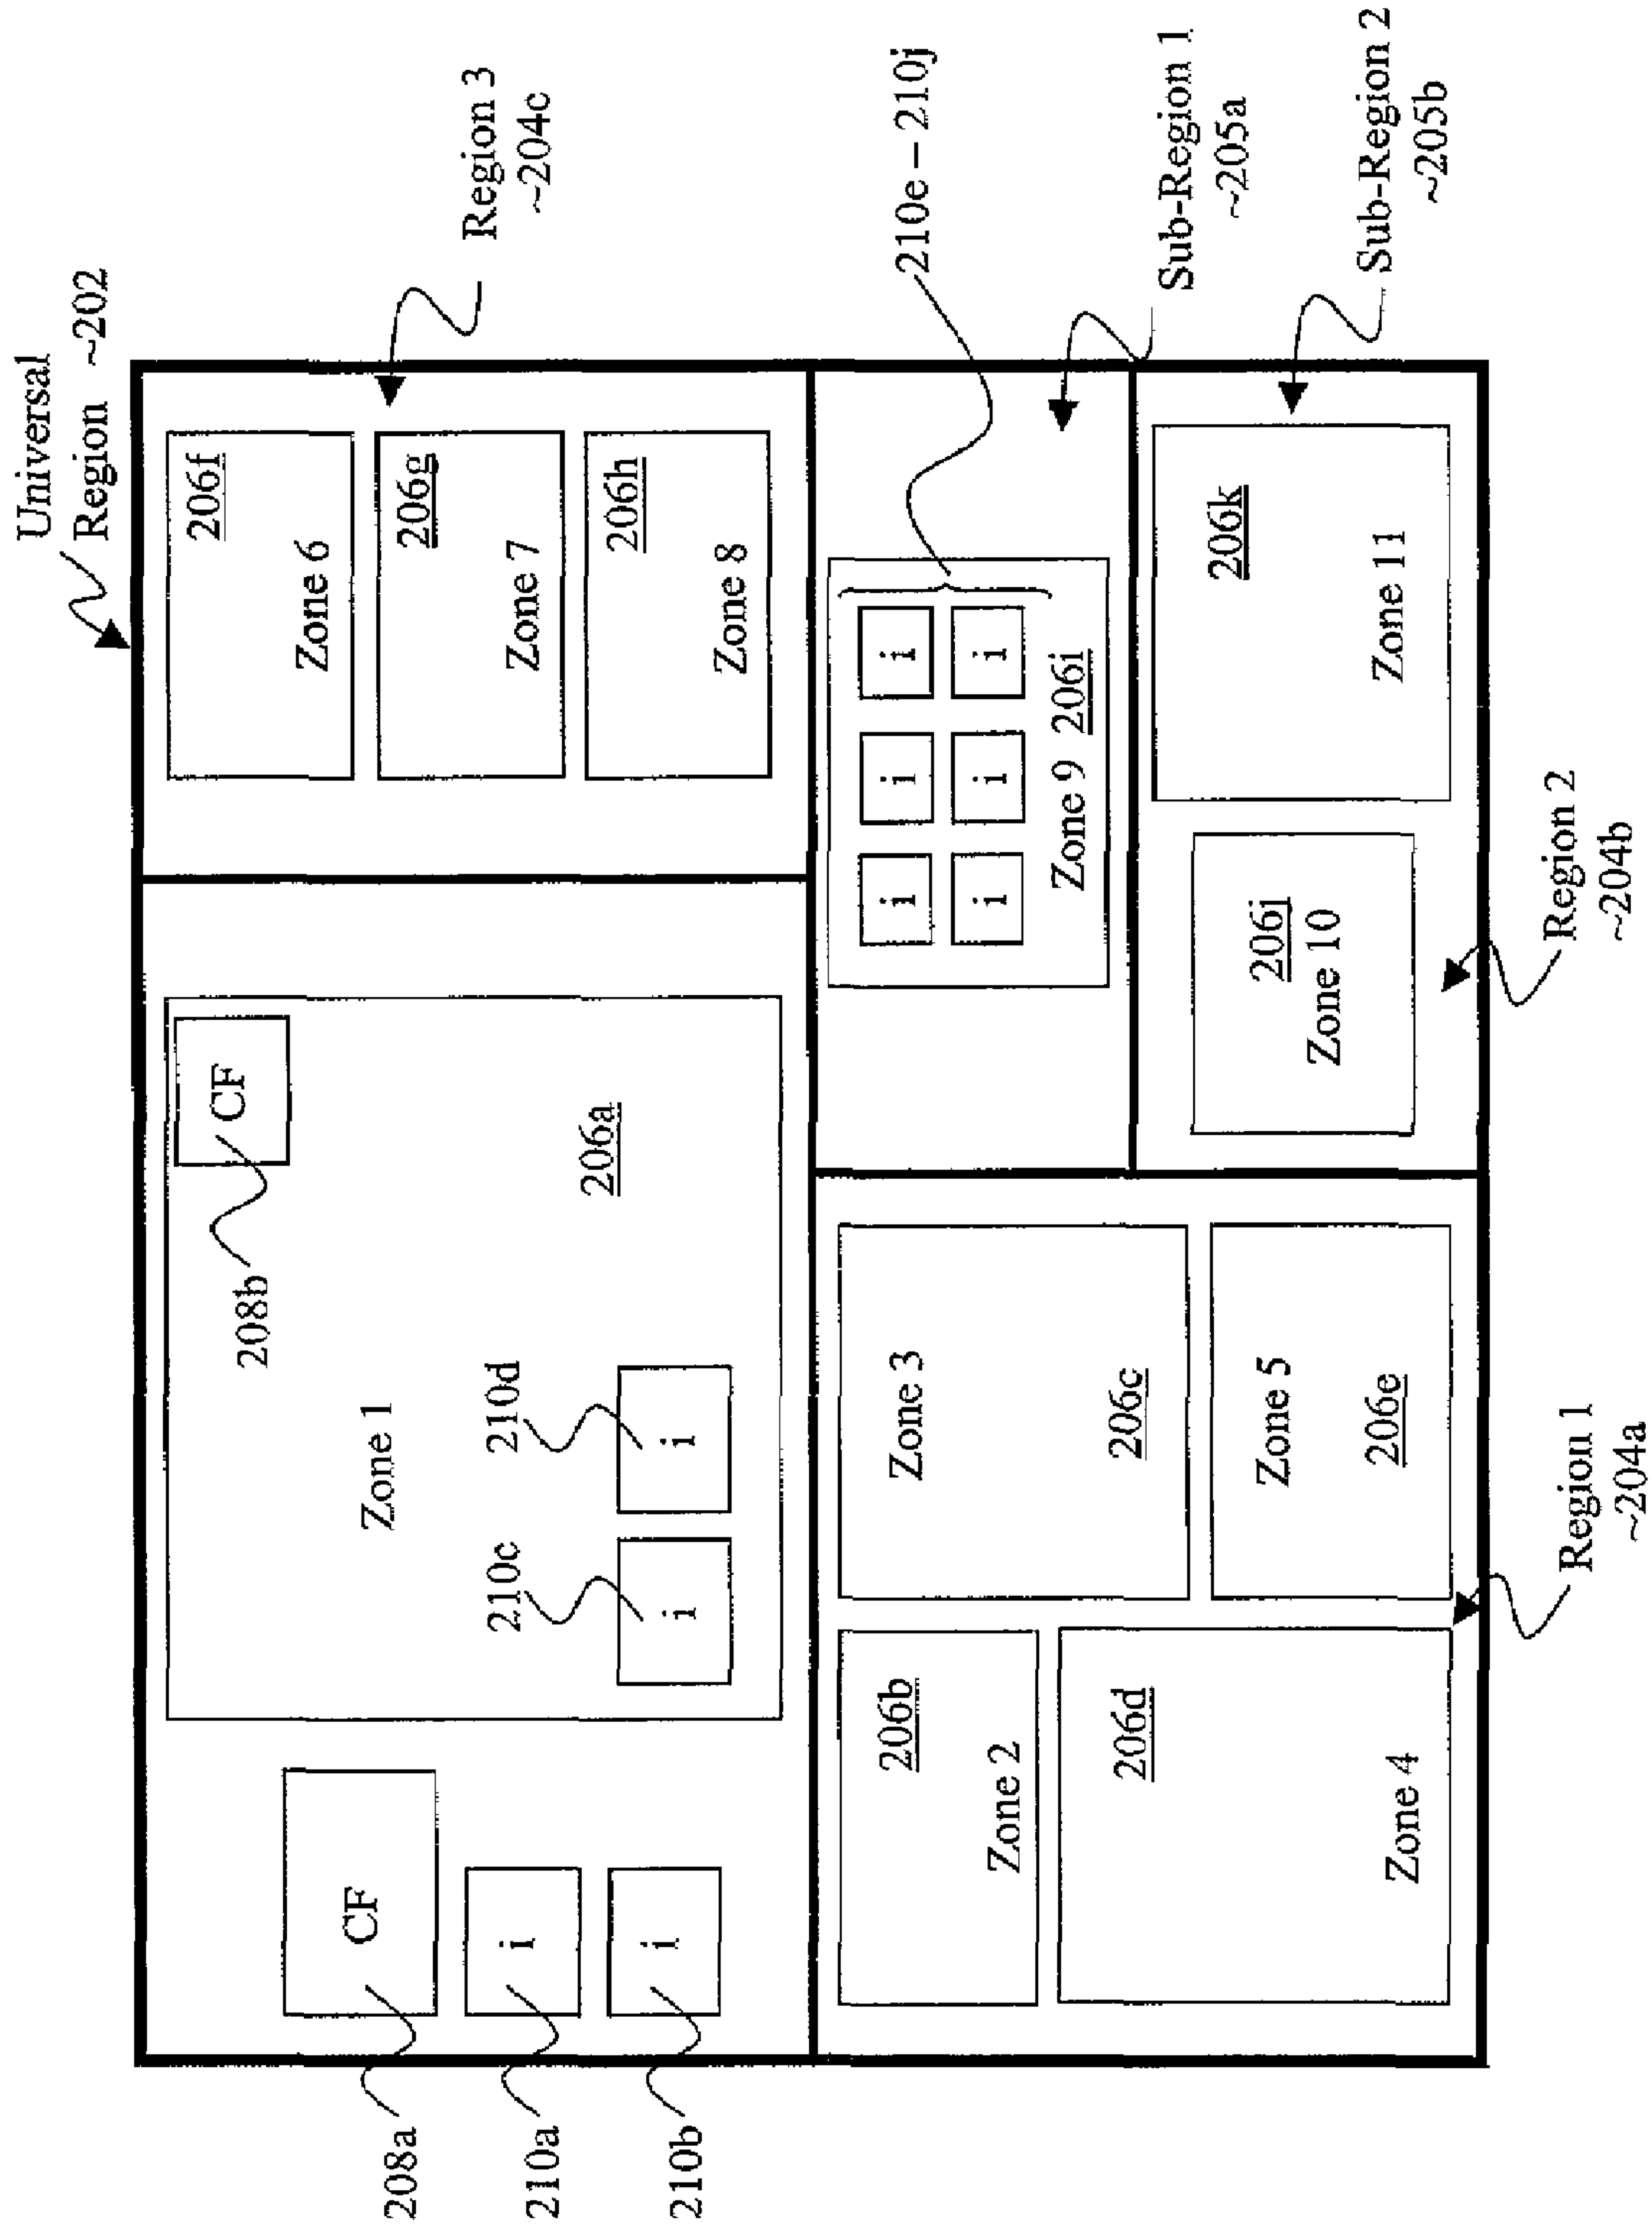 Universal
Region ~202
208a
CF
210a
i
210b
i
Zone 1
208b
CF
206a
210c
i
210d
i
206f
Zone 6
206g
Zone 7
206h
Zone 8
Region 3
~204c
206b
Zone 2
Zone 3
206c
206d
Zone 4
Zone 5
206e
Region 1
~204a
i i i
i i i
Zone 9 206i
210e – 210j
Sub-Region 1
~205a
206j
Zone 10
206k
Zone 11
Region 2
~204b
Sub-Region 2
~205b